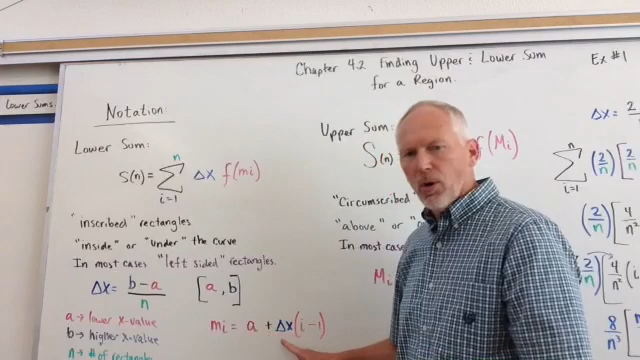 Chapter 4.2 Finding Upper & Lower Sum
for a Region.
Ex #1
Lower Sums
Notation:
Lower Sum:
S(n) = n Σ i=1 Δx f(mi)
"inscribed" rectangles
"inside" or "under" the curve
In most cases "left sided" rectangles.
Δx = b-a / n [a, b]
a → lower x-value
b → higher x-value
n → # of rectangles
mi = a + Δx(i-1)
Upper Sum:
S(n) (Mi)
"Circumscribed"
"above" or
In most cases
Mi
Δx = 2/
n Σ i=1 (2/n) [2/n
(2/n) [4/n²
(2/n) [4/n² (i
8/n³